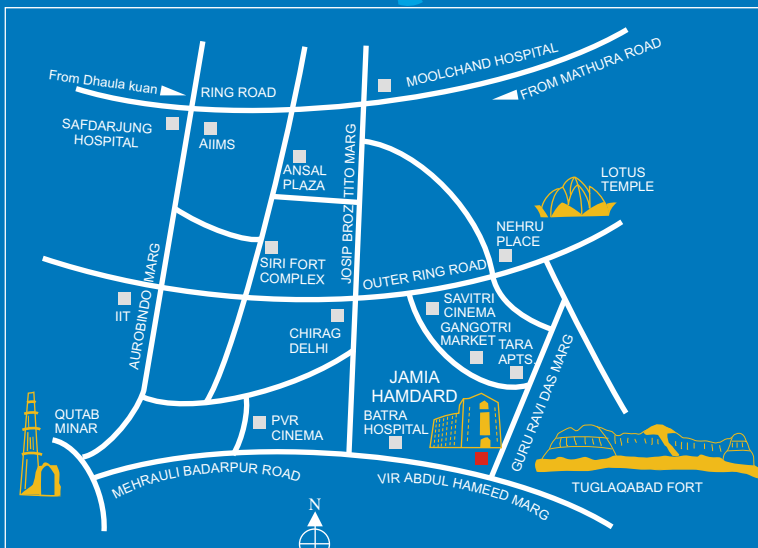 MOOLCHAND HOSPITAL
FROM MATHURA ROAD
From Dhaula kuan
RING ROAD
SAFDARJUNG
HOSPITAL
AIIMS
ANSAL
PLAZA
JOSIP BROZ TITO MARG
LOTUS
TEMPLE
NEHRU
PLACE
SIRI FORT
COMPLEX
OUTER RING ROAD
AUROBINDO MARG
IIT
SAVITRI
CINEMA
GANGOTRI
MARKET
CHIRAG
DELHI
TARA
APTS.
JAMIA
HAMDARD
GURU RAVI DAS MARG
QUTAB
MINAR
PVR
CINEMA
BATRA
HOSPITAL
MEHRAULI BADARPUR ROAD
VIR ABDUL HAMEED MARG
TUGLAQABAD FORT
N